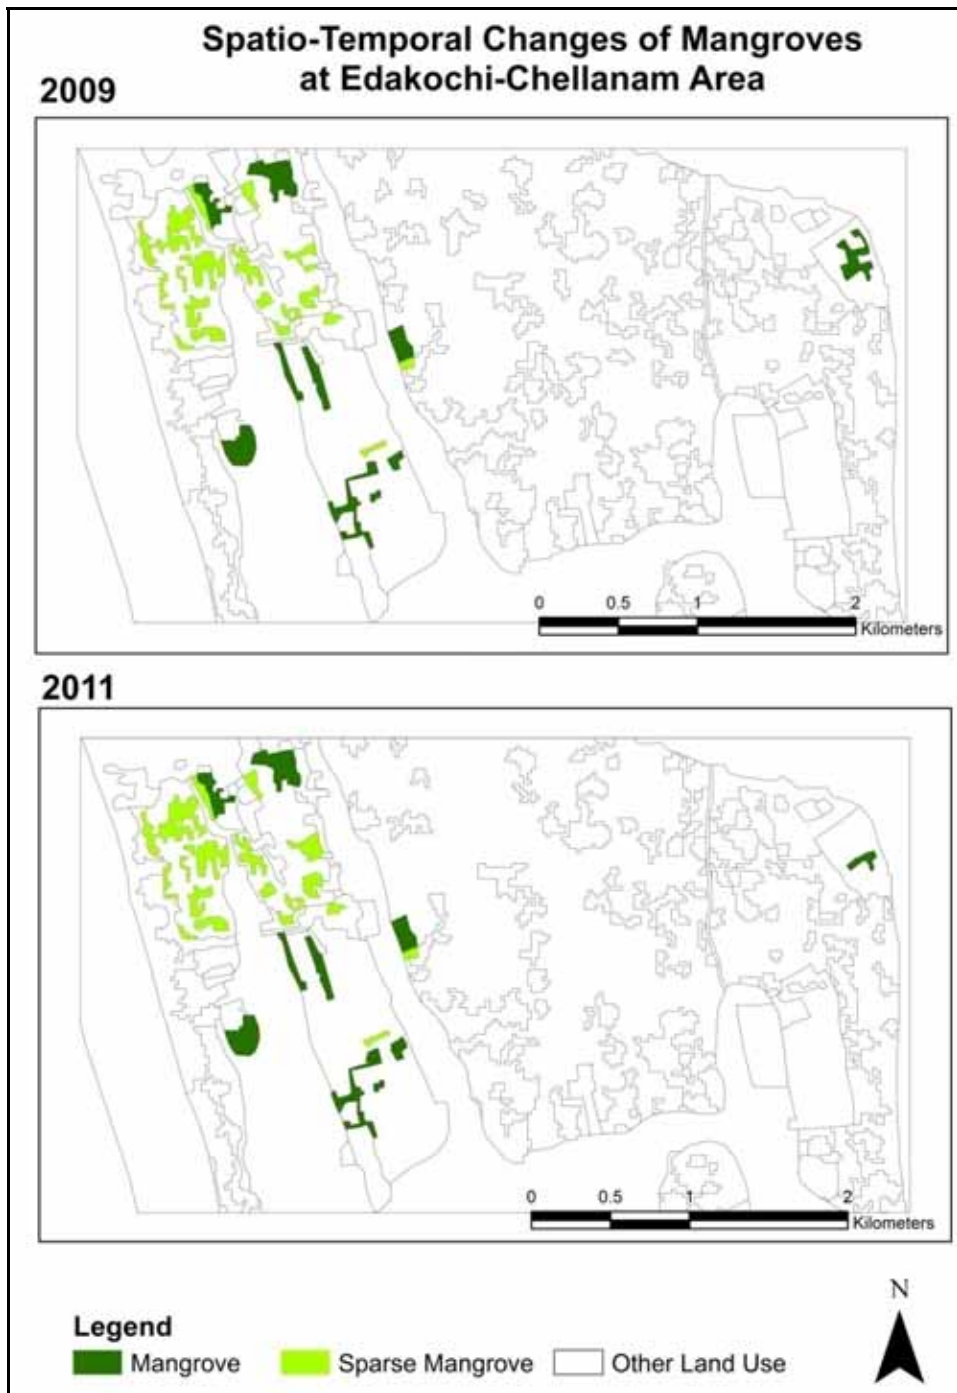 Spatio-Temporal Changes of Mangroves
at Edakochi-Chellanam Area
2009
0 0.5 1 2
Kilometers
2011
0 0.5 1 2
Kilometers
N
Legend
Mangrove Sparse Mangrove Other Land Use